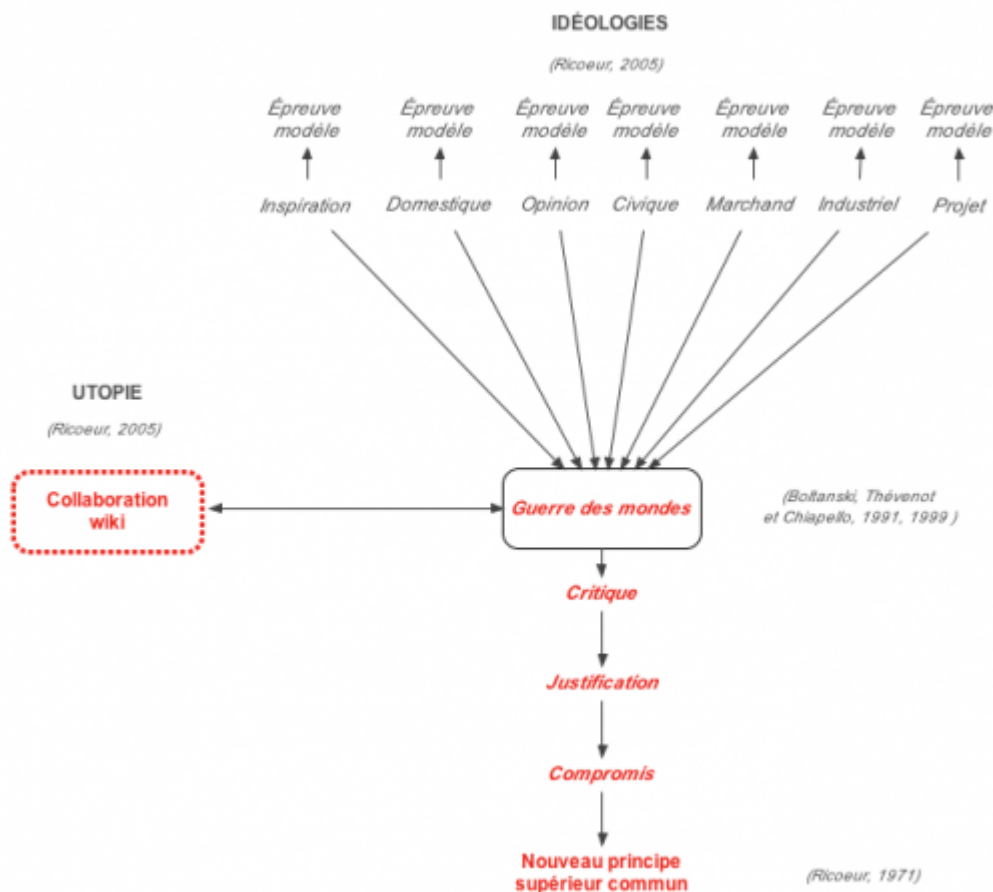 IDÉOLOGIES
(Ricoeur, 2005)
Épreuve modèle
Épreuve modèle
Épreuve modèle
Épreuve modèle
Épreuve modèle
Épreuve modèle
Épreuve modèle
Inspiration
Domestique
Opinion
Civique
Marchand
Industriel
Projet
UTOPIE
(Ricoeur, 2005)
Collaboration
wiki
Guerre des mondes
(Boltanski, Thévenot
et Chiapello, 1991, 1999 )
Critique
Justification
Compromis
Nouveau principe
supérieur commun
(Ricoeur, 1971)